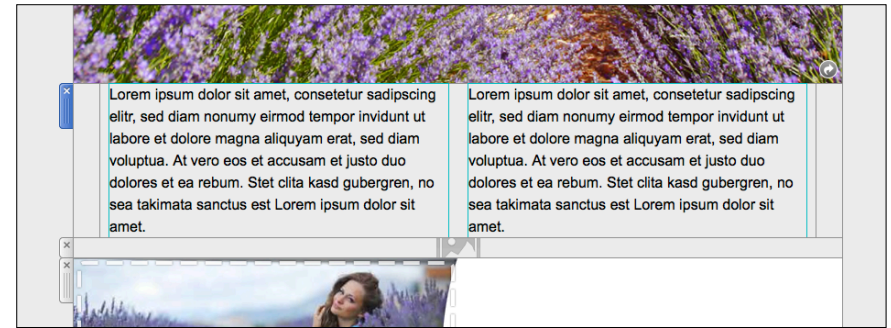 Lorem ipsum dolor sit amet, consetetur sadipscing
elitr, sed diam nonumy eirmod tempor invidunt ut
labore et dolore magna aliquyam erat, sed diam
voluptua. At vero eos et accusam et justo duo
dolores et ea rebum. Stet clita kasd gubergren, no
sea takimata sanctus est Lorem ipsum dolor sit
amet.
Lorem ipsum dolor sit amet, consetetur sadipscing
elitr, sed diam nonumy eirmod tempor invidunt ut
labore et dolore magna aliquyam erat, sed diam
voluptua. At vero eos et accusam et justo duo
dolores et ea rebum. Stet clita kasd gubergren, no
sea takimata sanctus est Lorem ipsum dolor sit
amet.